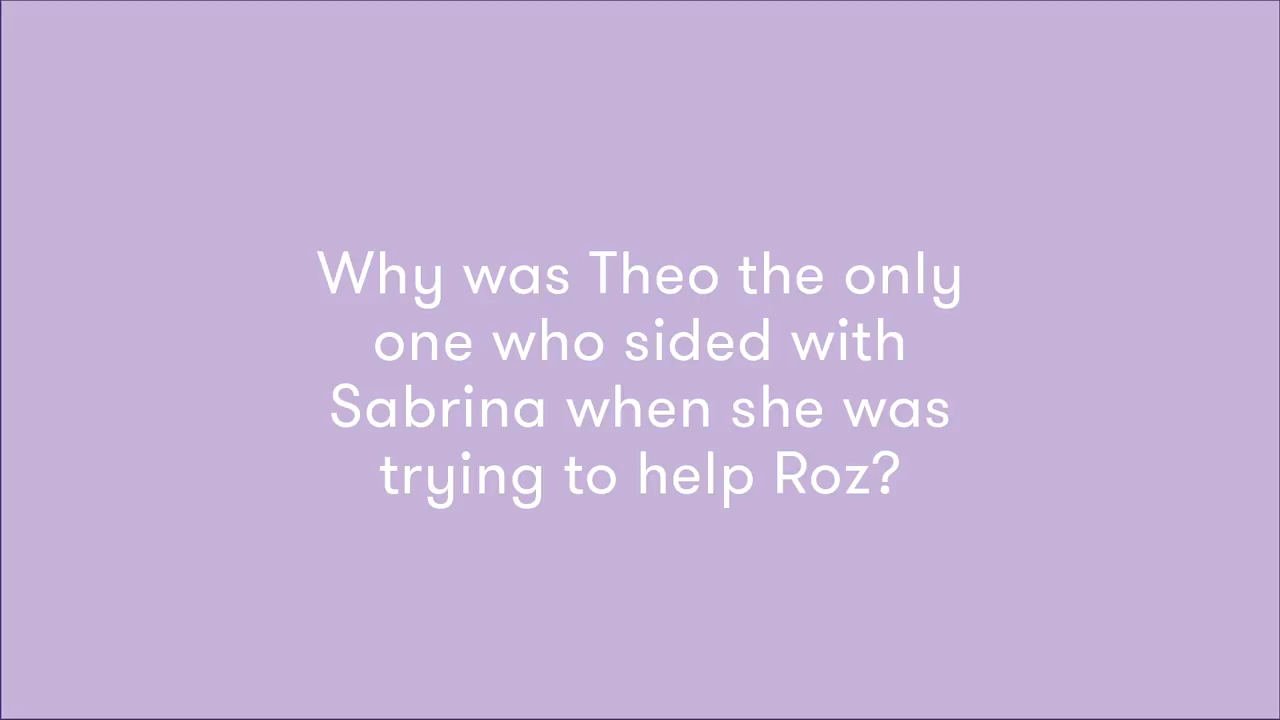 Why was Theo the only
one who sided with
Sabrina when she was
trying to help Roz?